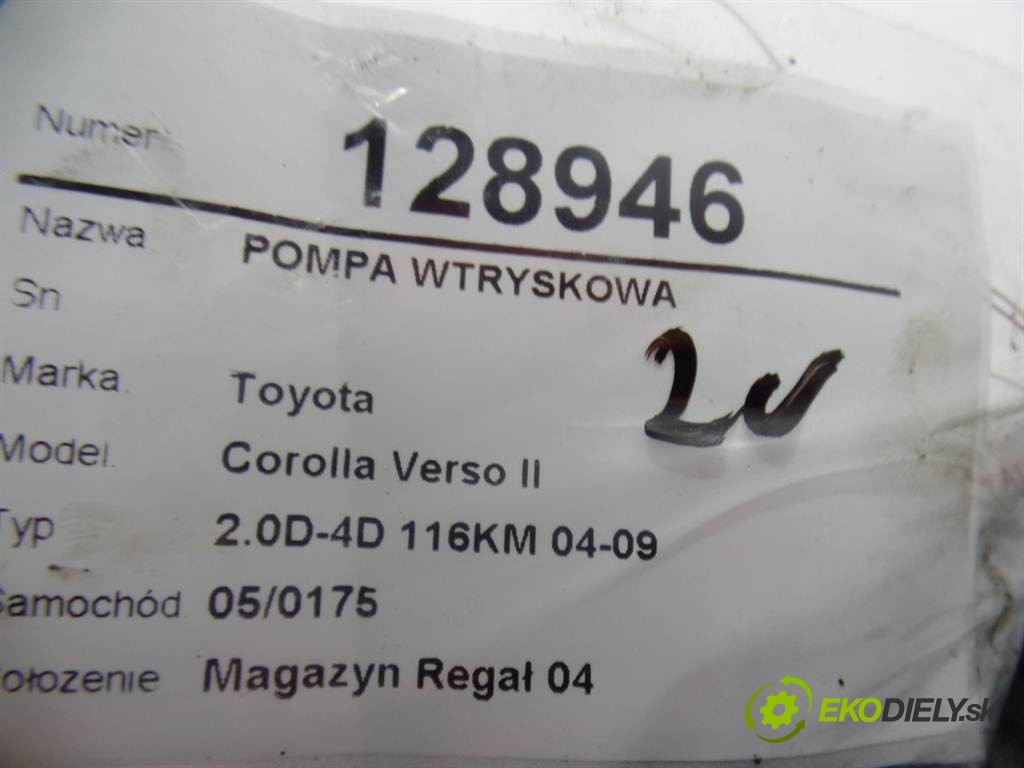 Numer 128946
Nazwa POMPA WTRYSKOWA
Sn
Marka Toyota
Model Corolla Verso II
Typ 2.0D-4D 116KM 04-09
Samochód 05/0175
ołożenie Magazyn Regał 04
EKODIELY.sk